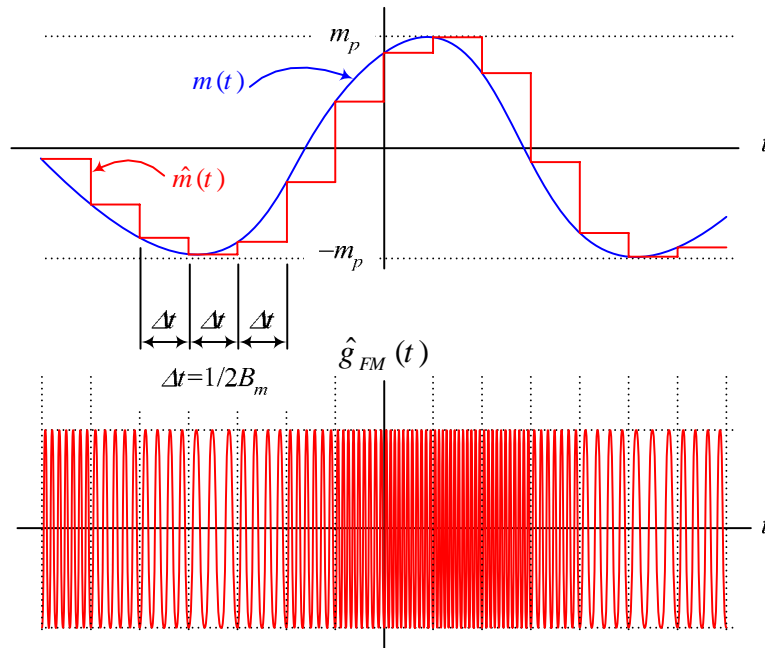 m_p
m(t)
t
m̂(t)
−m_p
Δt Δt Δt
ĝ_FM(t)
Δt=1/2B_m
t